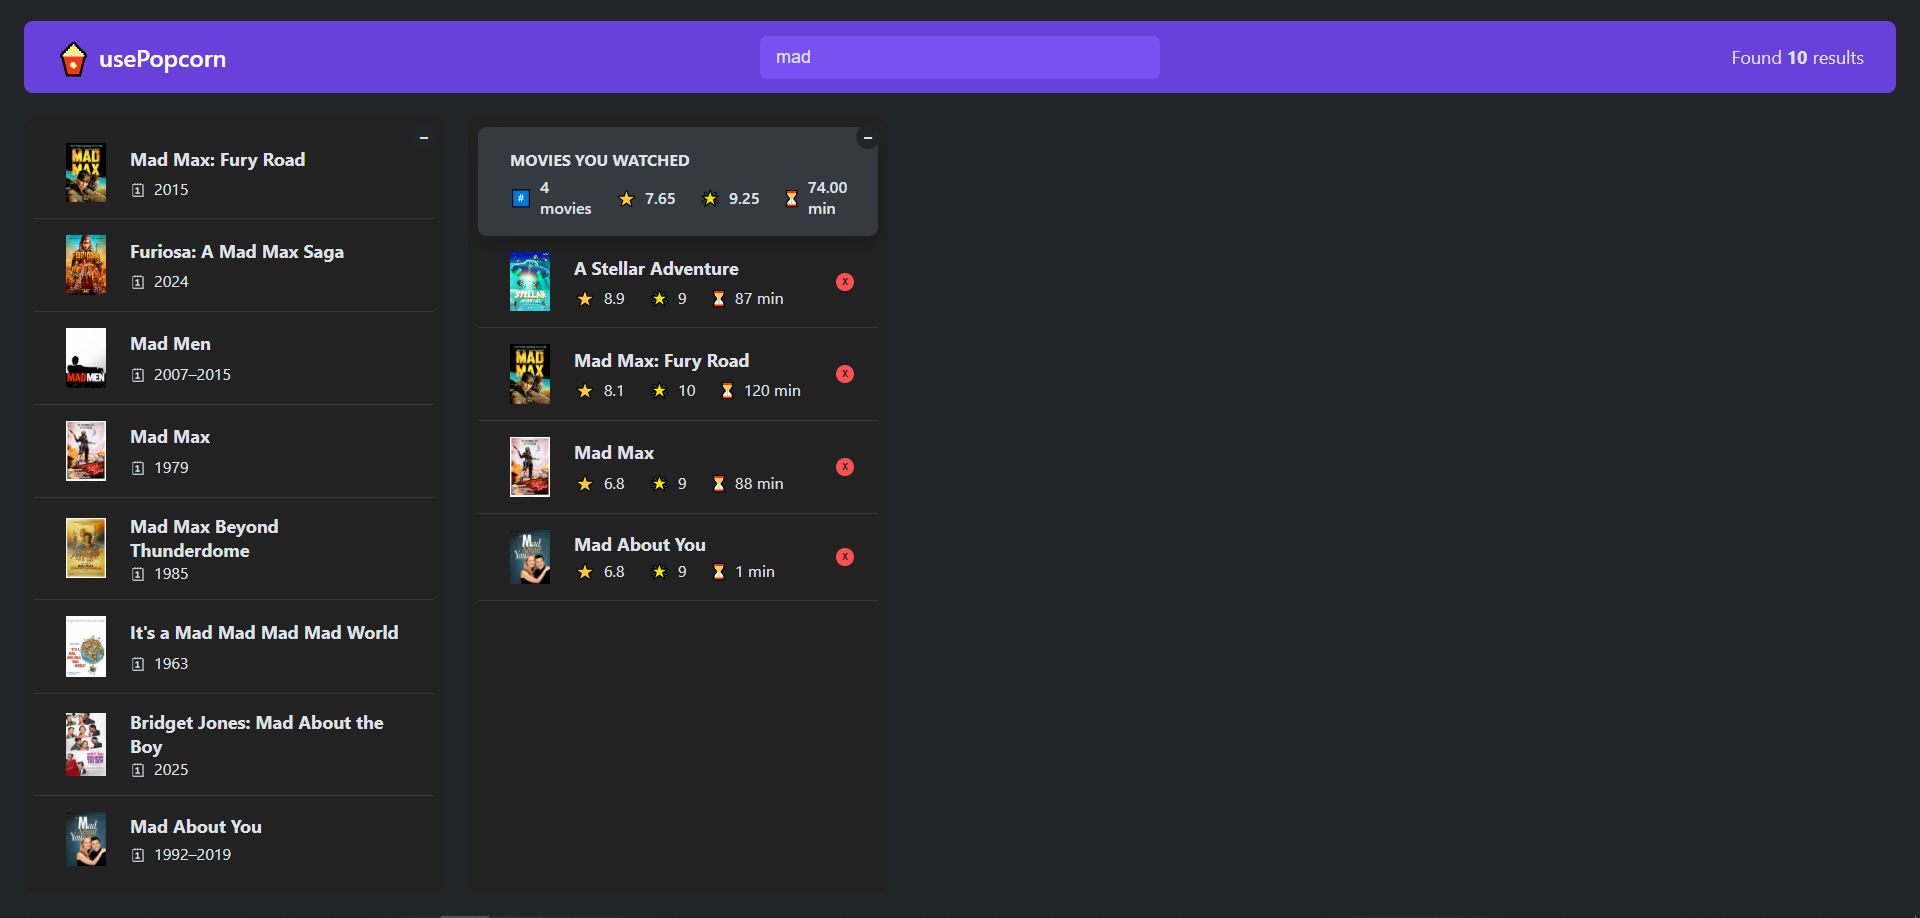 usePopcorn
mad
Found 10 results
Mad Max: Fury Road
2015
Furiosa: A Mad Max Saga
2024
Mad Men
2007–2015
Mad Max
1979
Mad Max Beyond
Thunderdome
1985
It's a Mad Mad Mad Mad World
1963
Bridget Jones: Mad About the
Boy
2025
Mad About You
1992–2019
MOVIES YOU WATCHED
# 4 movies 7.65 9.25 74.00 min
A Stellar Adventure
8.9 9 87 min
X
Mad Max: Fury Road
8.1 10 120 min
X
Mad Max
6.8 9 88 min
X
Mad About You
6.8 9 1 min
X